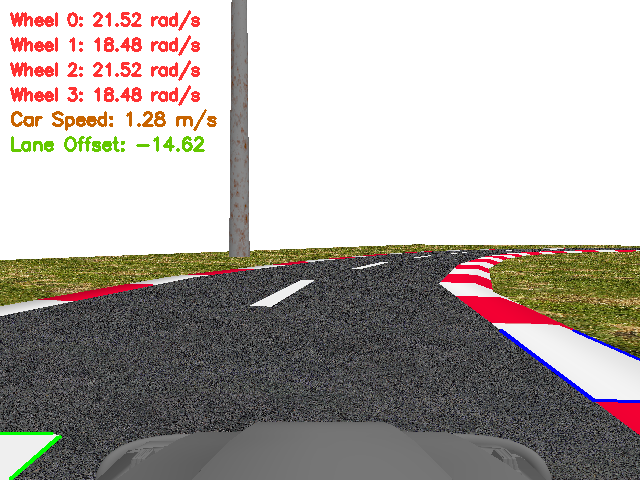 Wheel 0: 21.52 rad/s
Wheel 1: 18.48 rad/s
Wheel 2: 21.52 rad/s
Wheel 3: 18.48 rad/s
Car Speed: 1.28 m/s
Lane Offset: -14.62